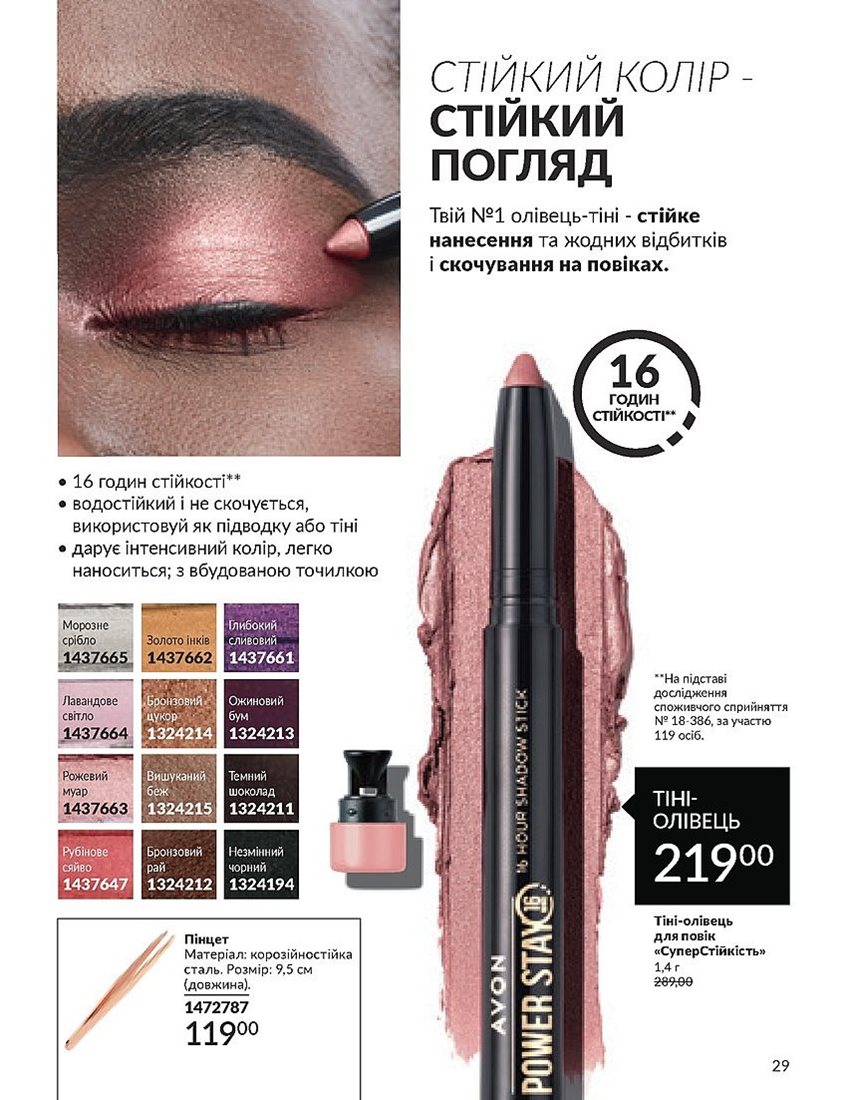 СТІЙКИЙ КОЛІР -
СТІЙКИЙ
ПОГЛЯД
Твій №1 олівець-тіні - стійке
нанесення та жодних відбитків
і скочування на повіках.
16
ГОДИН
СТІЙКОСТІ**
• 16 годин стійкості**
• водостійкий і не скочується,
використовуй як підводку або тіні
• дарує інтенсивний колір, легко
наноситься; з вбудованою точилкою
Морозне
срібло
1437665
Золото інків
1437662
Глибокий
сливовий
1437661
Лавандове
світло
1437664
Бронзовий
цукор
1324214
Ожиновий
бум
1324213
Рожевий
муар
1437663
Вишуканий
беж
1324215
Темний
шоколад
1324211
Рубінове
сяйво
1437647
Бронзовий
рай
1324212
Незмінний
чорний
1324194
**На підставі
дослідження
споживчого сприйняття
№ 18-386, за участю
119 осіб.
ТІНІ-
ОЛІВЕЦЬ
219⁰⁰
Тіні-олівець
для повік
«СуперСтійкість»
1,4 г
289,00
AVON
POWER STAY 16
16 HOUR SHADOW STICK
Пінцет
Матеріал: корозійностійка
сталь. Розмір: 9,5 см
(довжина).
1472787
119⁰⁰
29